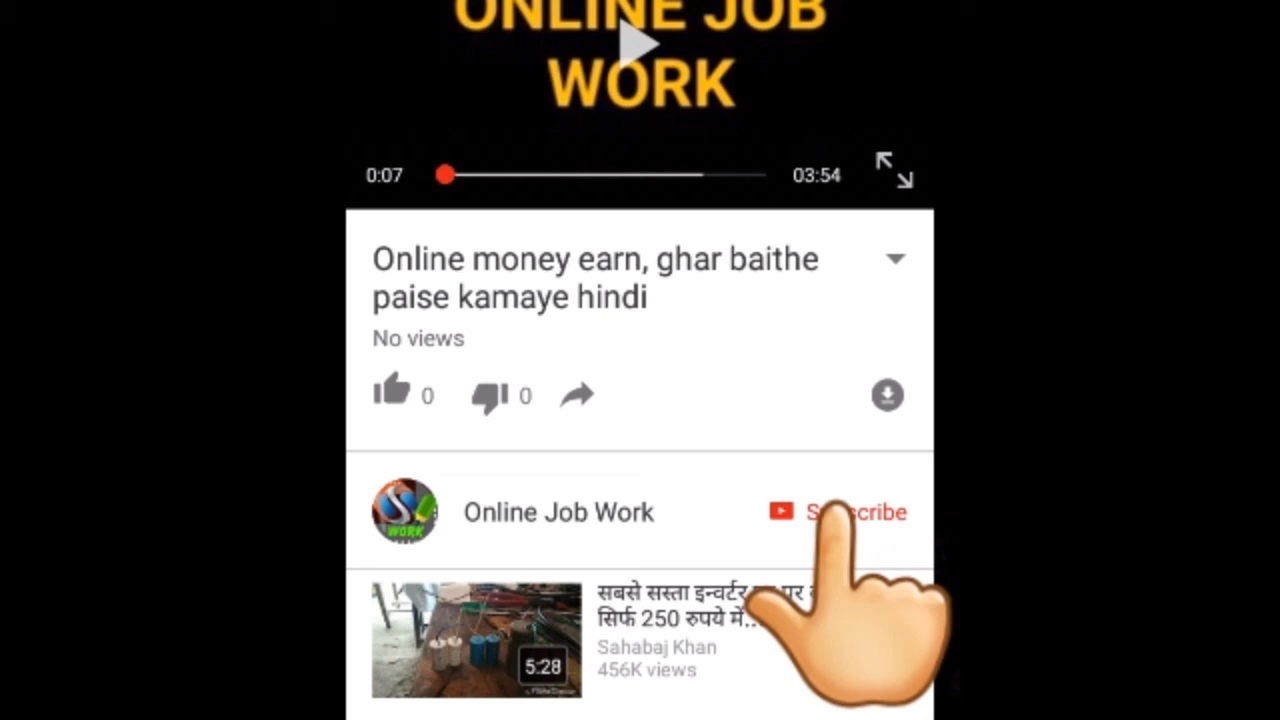 ONLINE JOB
WORK
0:07
03:54
Online money earn, ghar baithe
paise kamaye hindi
No views
0
0
WORK
Online Job Work
सबसे सस्ता इन्वर्टर
सिर्फ 250 रुपये में..
Sahabaj Khan
456K views
5:28